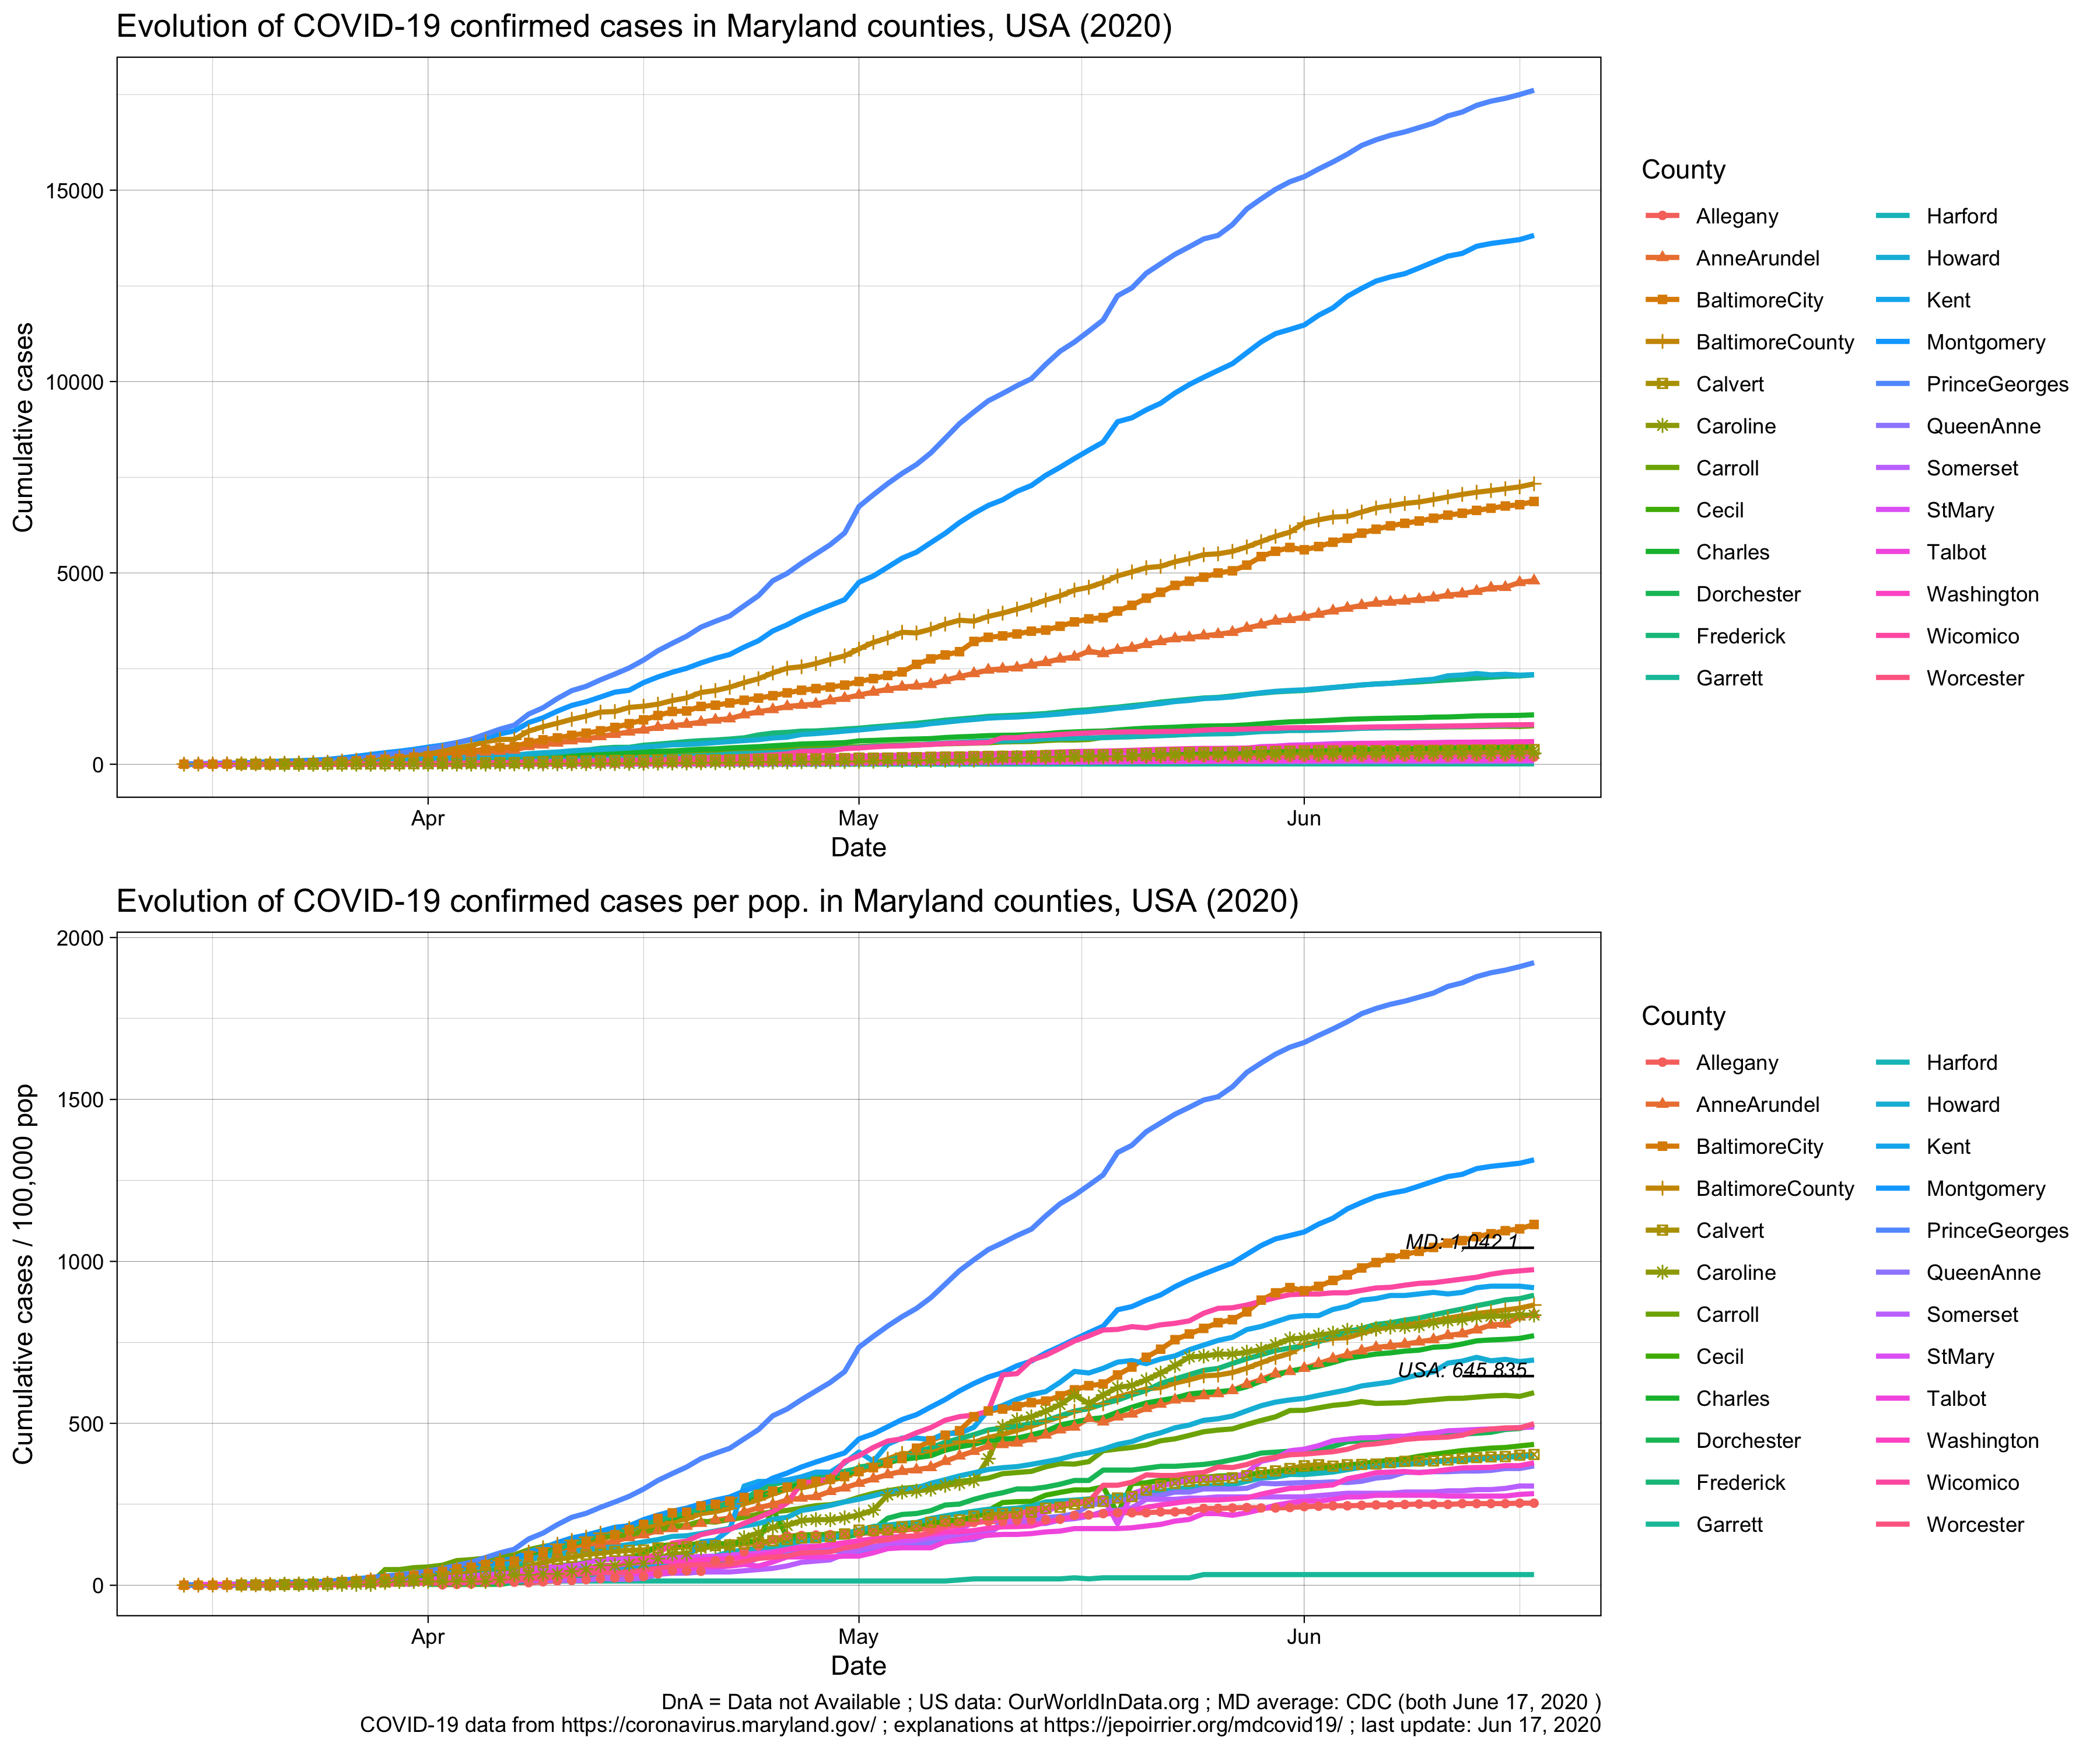 Evolution of COVID-19 confirmed cases in Maryland counties, USA (2020)
Cumulative cases
15000
10000
5000
0
Apr
May
Jun
Date
County
Allegany
AnneArundel
BaltimoreCity
BaltimoreCounty
Calvert
Caroline
Carroll
Cecil
Charles
Dorchester
Frederick
Garrett
Harford
Howard
Kent
Montgomery
PrinceGeorges
QueenAnne
Somerset
StMary
Talbot
Washington
Wicomico
Worcester
Evolution of COVID-19 confirmed cases per pop. in Maryland counties, USA (2020)
Cumulative cases / 100,000 pop
2000
1500
1000
500
0
MD: 1,042.1
USA: 645.835
Apr
May
Jun
Date
County
Allegany
AnneArundel
BaltimoreCity
BaltimoreCounty
Calvert
Caroline
Carroll
Cecil
Charles
Dorchester
Frederick
Garrett
Harford
Howard
Kent
Montgomery
PrinceGeorges
QueenAnne
Somerset
StMary
Talbot
Washington
Wicomico
Worcester
DnA = Data not Available ; US data: OurWorldInData.org ; MD average: CDC (both June 17, 2020 )
COVID-19 data from https://coronavirus.maryland.gov/ ; explanations at https://jepoirrier.org/mdcovid19/ ; last update: Jun 17, 2020